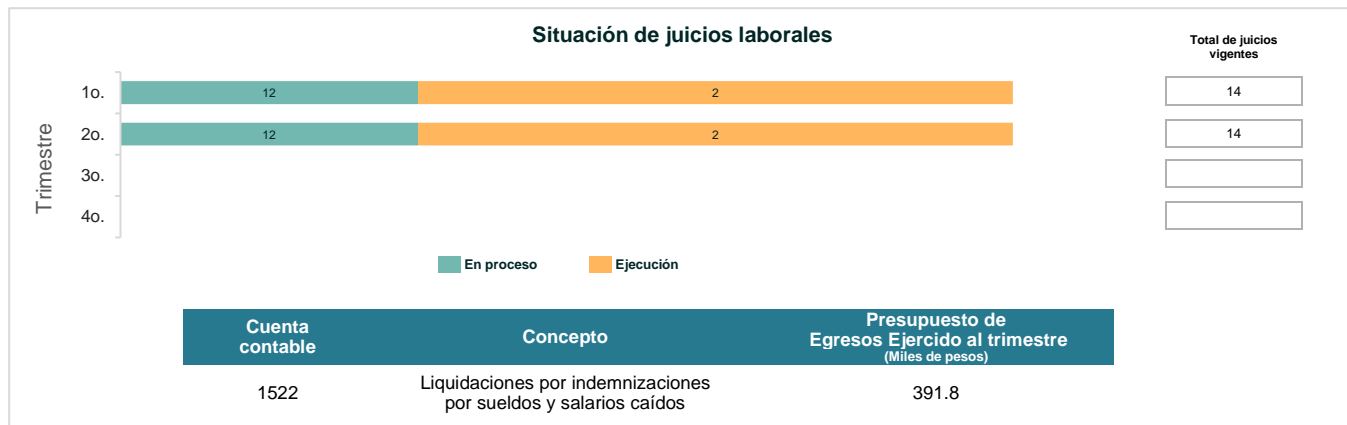 Situación de juicios laborales
Total de juicios
vigentes
Trimestre
1o.
12
2
14
2o.
12
2
14
3o.
4o.
En proceso
Ejecución
Cuenta
contable
Concepto
Presupuesto de
Egresos Ejercido al trimestre
(Miles de pesos)
1522
Liquidaciones por indemnizaciones
por sueldos y salarios caídos
391.8